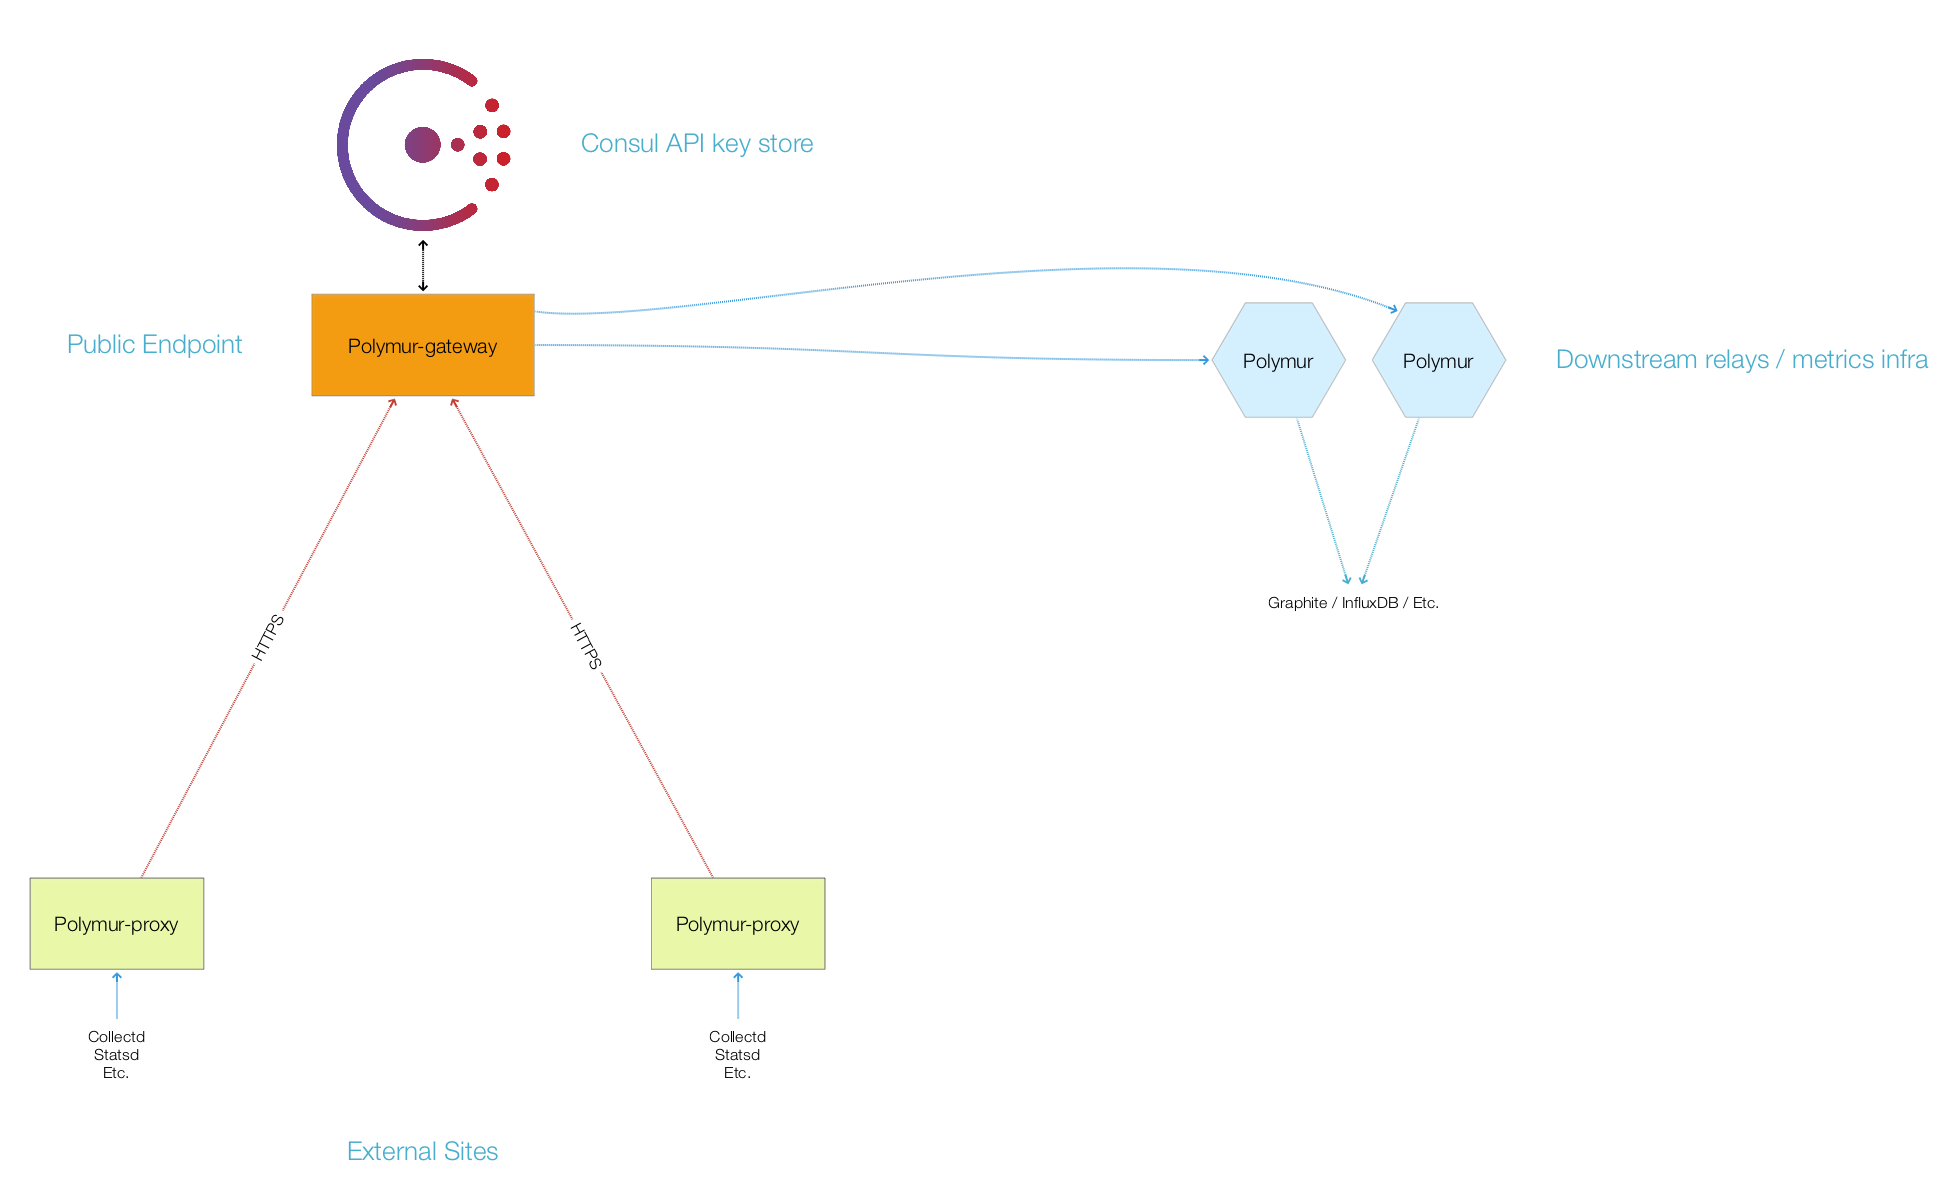 Consul API key store
Public Endpoint
Polymur-gateway
Polymur
Polymur
Downstream relays / metrics infra
Graphite / InfluxDB / Etc.
HTTPS
HTTPS
Polymur-proxy
Polymur-proxy
Collectd
Statsd
Etc.
Collectd
Statsd
Etc.
External Sites